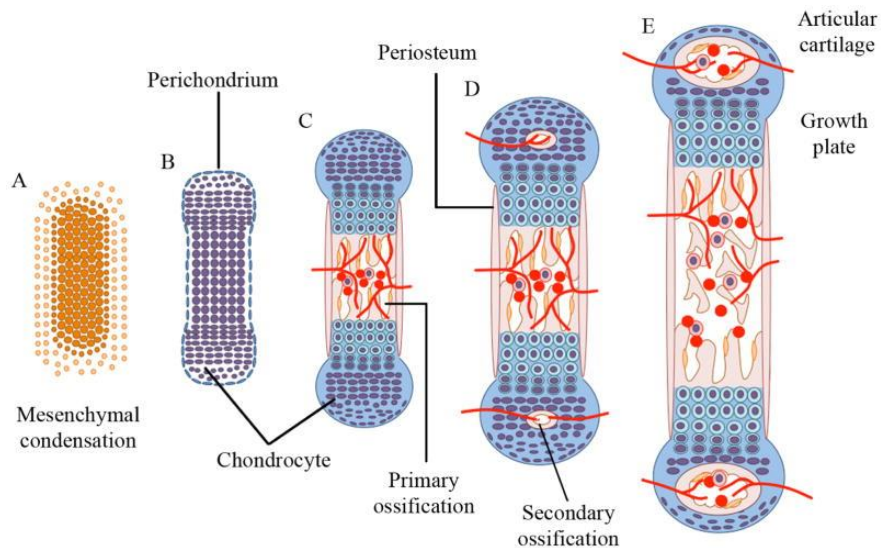 E
Articular
cartilage
Periosteum
Perichondrium
D
C
Growth
plate
B
A
Mesenchymal
condensation
Chondrocyte
Primary
ossification
Secondary
ossification